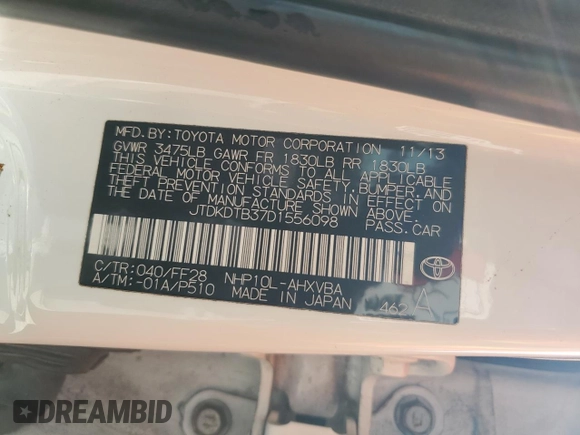 MFD.BY:TOYOTA MOTOR CORPORATION 11/13
GVWR 3475LB GAWR FR 1830LB RR 1830LB
THIS VEHICLE CONFORMS TO ALL APPLICABLE
FEDERAL MOTOR VEHICLE SAFETY, BUMPER,AND
THEFT PREVENTION STANDARDS IN EFFECT ON
THE DATE OF MANUFACTURE SHOWN ABOVE.
JTDKDTB37D1556098 PASS.CAR
C/TR:040/FF28 NHP10L-AHXVBA
A/TM:-01A/P510 MADE IN JAPAN
462 A
DREAMBID